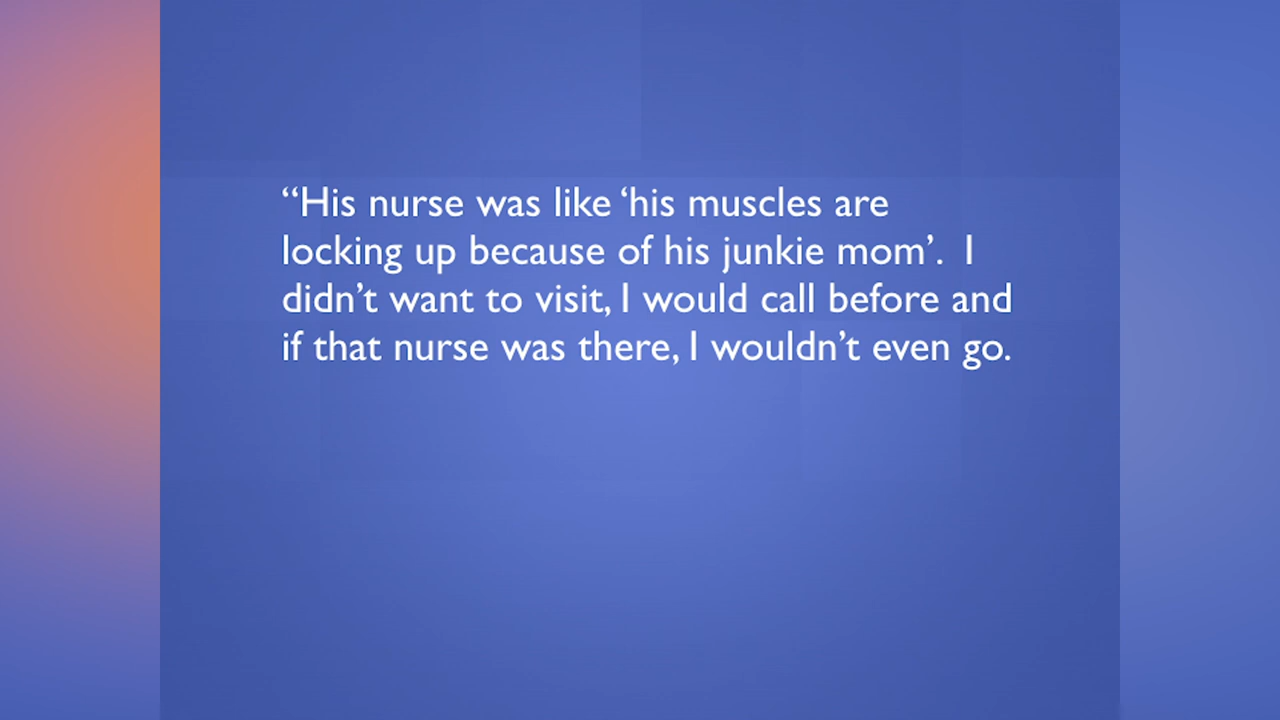 “His nurse was like ‘his muscles are
locking up because of his junkie mom’.  I
didn’t want to visit, I would call before and
if that nurse was there, I wouldn’t even go.